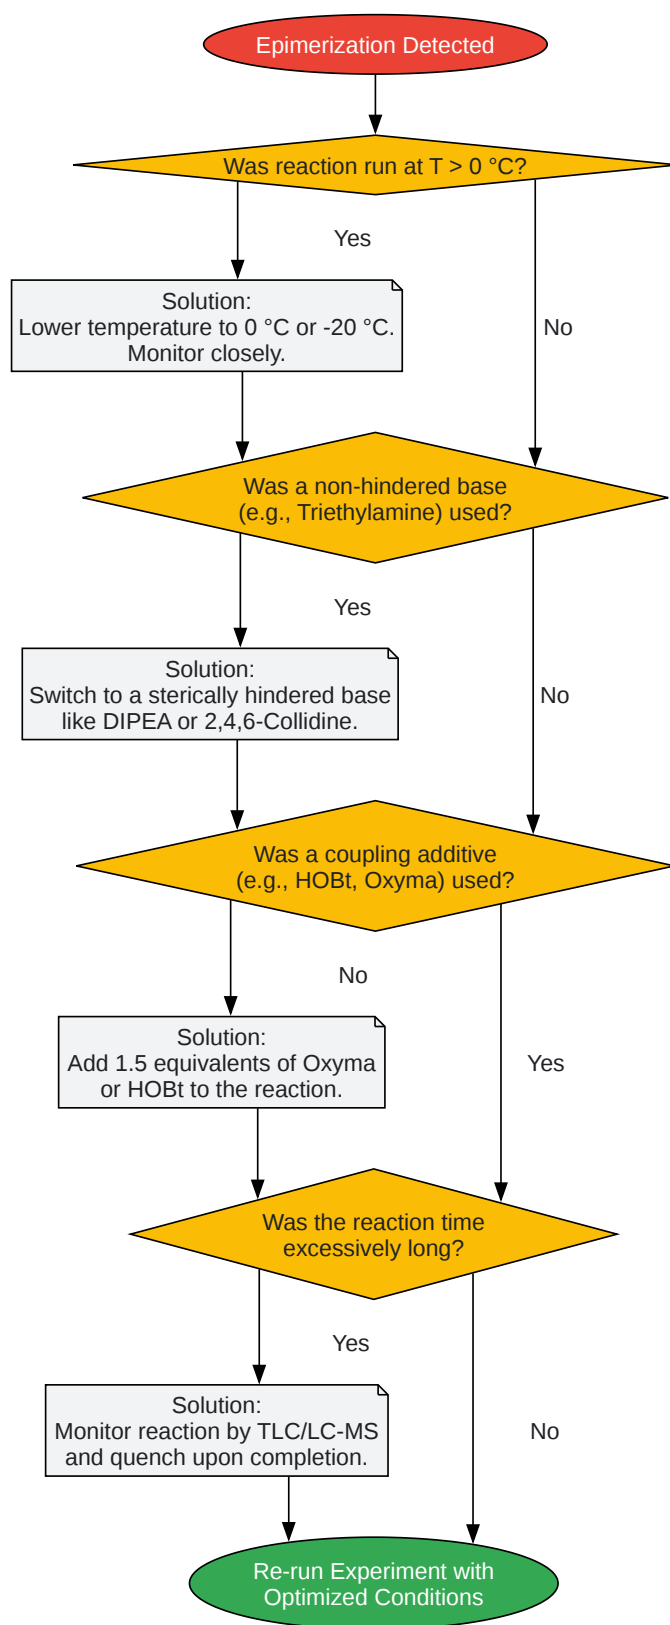 Epimerization Detected
Was reaction run at T > 0 °C?
Yes
Solution:
Lower temperature to 0 °C or -20 °C.
Monitor closely.
No
Was a non-hindered base
(e.g., Triethylamine) used?
Yes
Solution:
Switch to a sterically hindered base
like DIPEA or 2,4,6-Collidine.
No
Was a coupling additive
(e.g., HOBt, Oxyma) used?
No
Solution:
Add 1.5 equivalents of Oxyma
or HOBt to the reaction.
Yes
Was the reaction time
excessively long?
Yes
Solution:
Monitor reaction by TLC/LC-MS
and quench upon completion.
No
Re-run Experiment with
Optimized Conditions